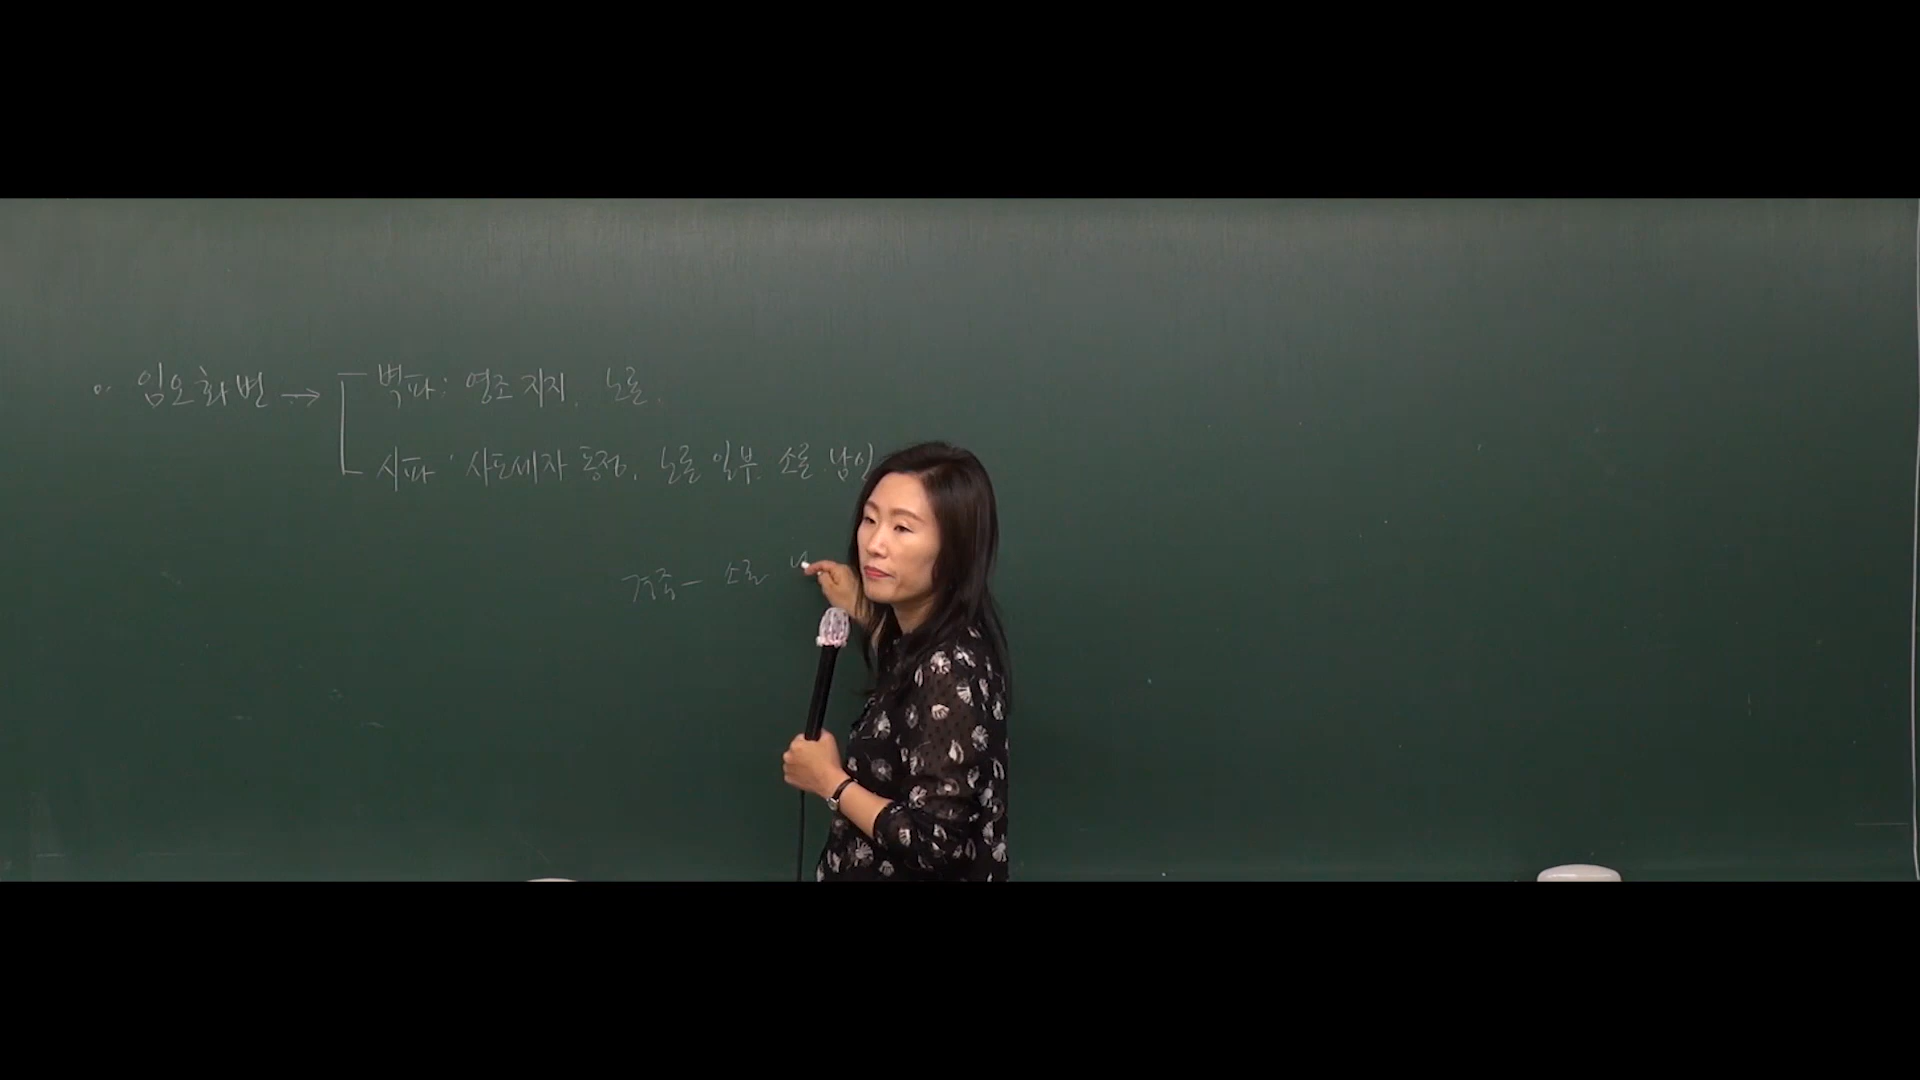 임오화변 → 벽파: 영조 지지, 노론.
시파: 사도세자 동정, 노론 일부, 소론, 남인
정조 - 소론